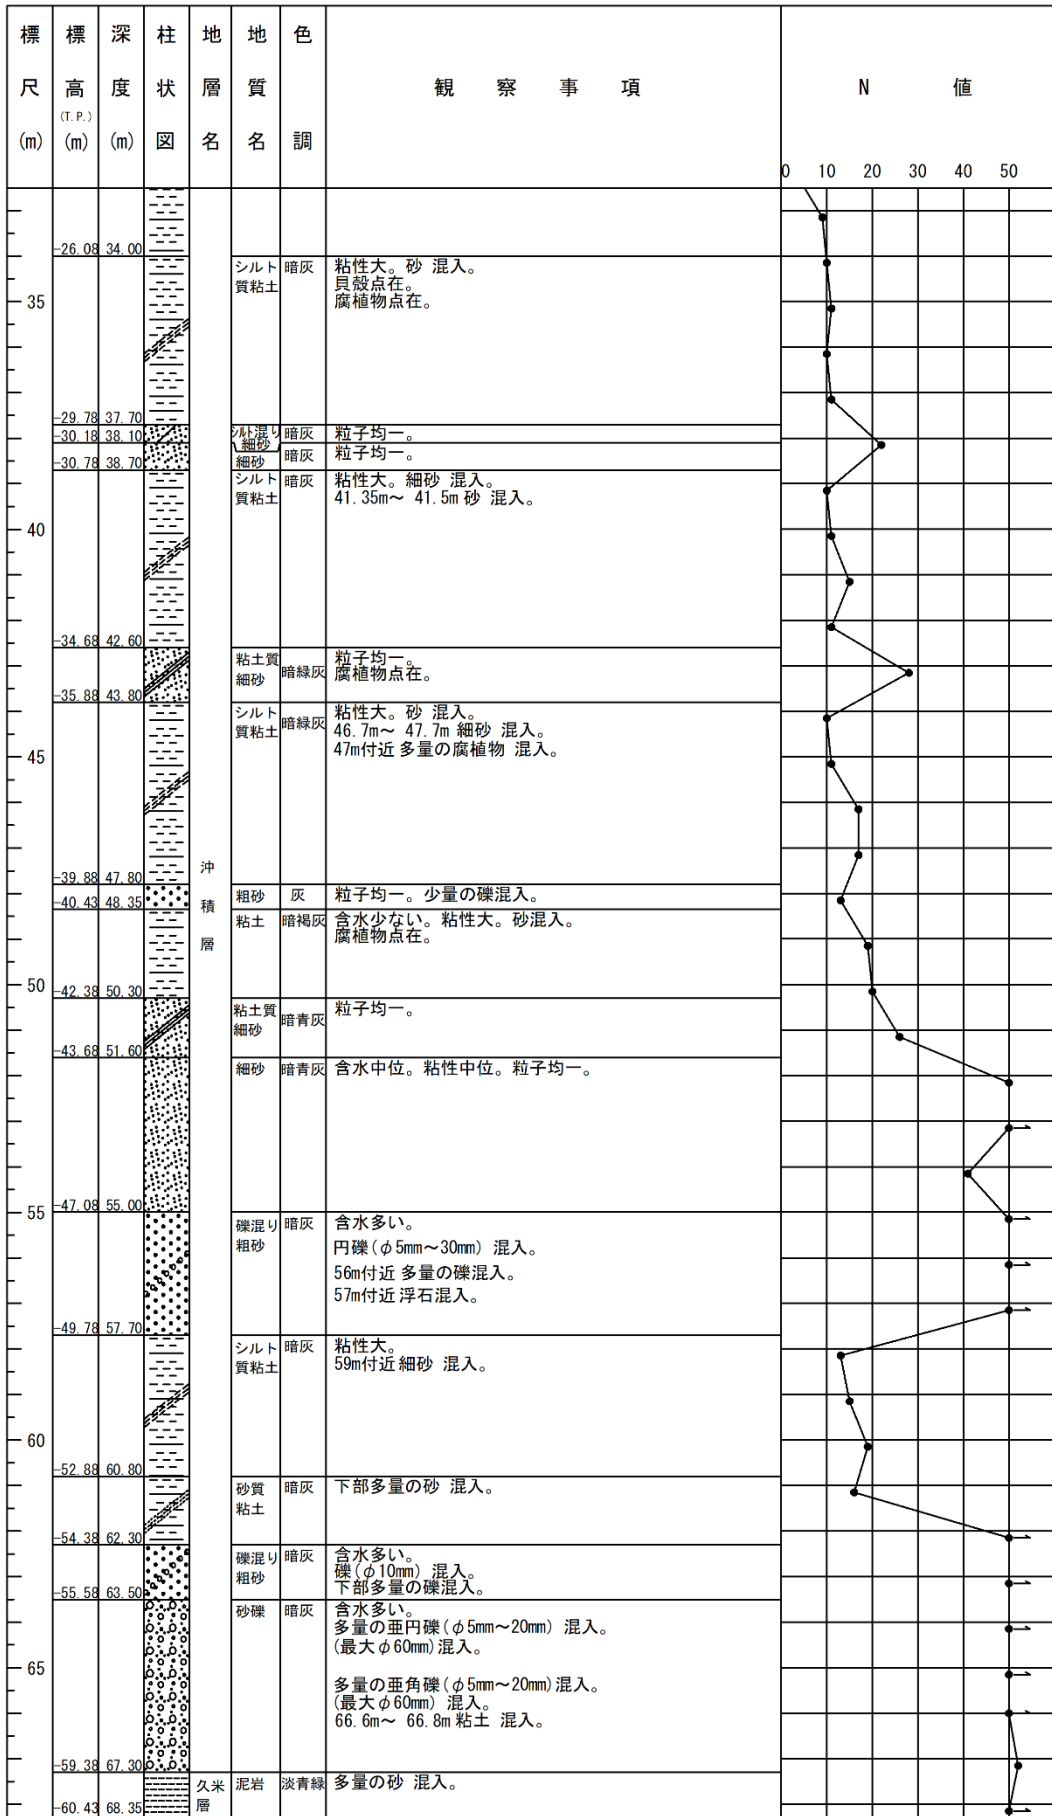 標尺(m)
標高(T.P.)(m)
深度(m)
柱状図
地層名
地質名
色調
観察事項
N値
0 10 20 30 40 50
-26.08 34.00
シルト質粘土 暗灰 粘性大。砂 混入。
貝殻点在。
腐植物点在。
35
-29.78 37.70
シルト混り細砂 暗灰 粒子均一。
-30.18 38.10
細砂 暗灰 粒子均一。
-30.78 38.70
シルト質粘土 暗灰 粘性大。細砂 混入。
41.35m～ 41.5m 砂 混入。
40
-34.68 42.60
粘土質細砂 暗緑灰 粒子均一。
腐植物点在。
-35.88 43.80
シルト質粘土 暗緑灰 粘性大。砂 混入。
46.7m～ 47.7m 細砂 混入。
47m付近 多量の腐植物 混入。
45
沖積層
-39.88 47.80
粗砂 灰 粒子均一。少量の礫混入。
-40.43 48.35
粘土 暗褐灰 含水少ない。粘性大。砂混入。
腐植物点在。
50
-42.38 50.30
粘土質細砂 暗青灰 粒子均一。
-43.68 51.60
細砂 暗青灰 含水中位。粘性中位。粒子均一。
-47.08 55.00
55
礫混り粗砂 暗灰 含水多い。
円礫(φ5mm～30mm) 混入。
56m付近 多量の礫混入。
57m付近 浮石混入。
-49.78 57.70
シルト質粘土 暗灰 粘性大。
59m付近 細砂 混入。
60
-52.88 60.80
砂質粘土 暗灰 下部多量の砂 混入。
-54.38 62.30
礫混り粗砂 暗灰 含水多い。
礫(φ10mm) 混入。
下部多量の礫混入。
-55.58 63.50
砂礫 暗灰 含水多い。
多量の亜円礫(φ5mm～20mm) 混入。
(最大φ60mm)混入。
65
多量の亜角礫(φ5mm～20mm)混入。
(最大φ60mm) 混入。
66.6m～ 66.8m 粘土 混入。
-59.38 67.30
久米層 泥岩 淡青緑 多量の砂 混入。
-60.43 68.35